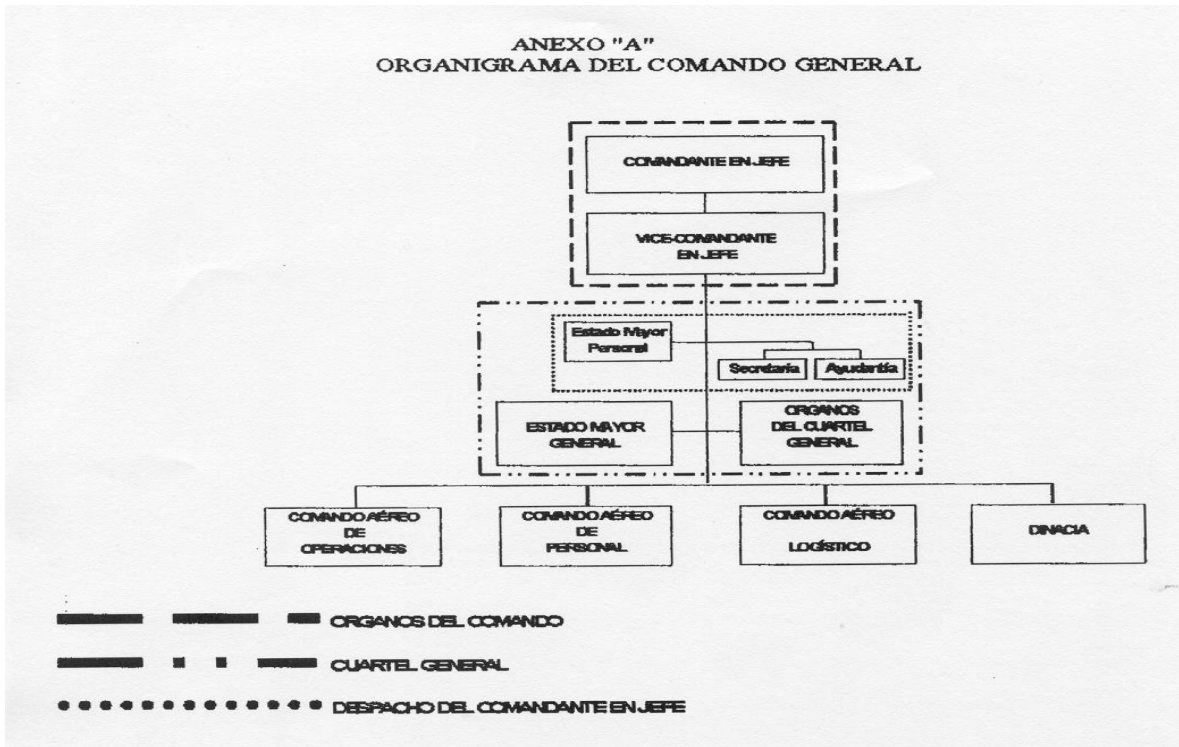 ANEXO "A"
ORGANIGRAMA DEL COMANDO GENERAL
COMANDANTE EN JEFE
VICE-COMANDANTE
EN JEFE
Estado Mayor
Personal
Secretaría
Ayudantía
ESTADO MAYOR
GENERAL
ORGANOS
DEL CUARTEL
GENERAL
COMANDO AÉREO
DE
OPERACIONES
COMANDO AÉREO
DE
PERSONAL
COMANDO AÉREO
LOGÍSTICO
DINACIA
ORGANOS DEL COMANDO
CUARTEL GENERAL
DESPACHO DEL COMANDANTE EN JEFE